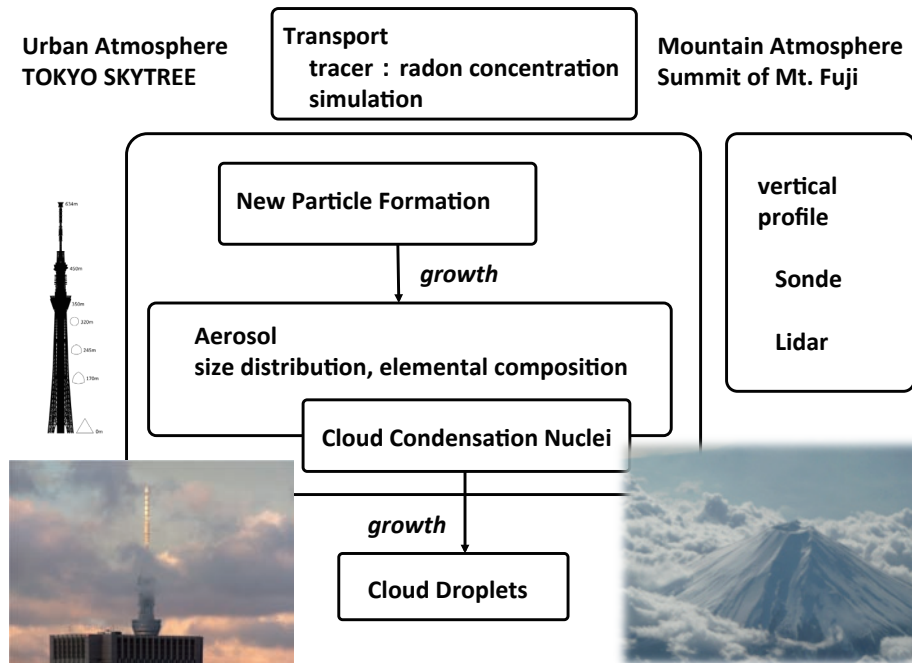 Urban Atmosphere
TOKYO SKYTREE
Transport
tracer：radon concentration
simulation
Mountain Atmosphere
Summit of Mt. Fuji
New Particle Formation
growth
Aerosol
size distribution, elemental composition
Cloud Condensation Nuclei
growth
Cloud Droplets
vertical
profile
Sonde
Lidar
634m
450m
350m
320m
245m
170m
0m